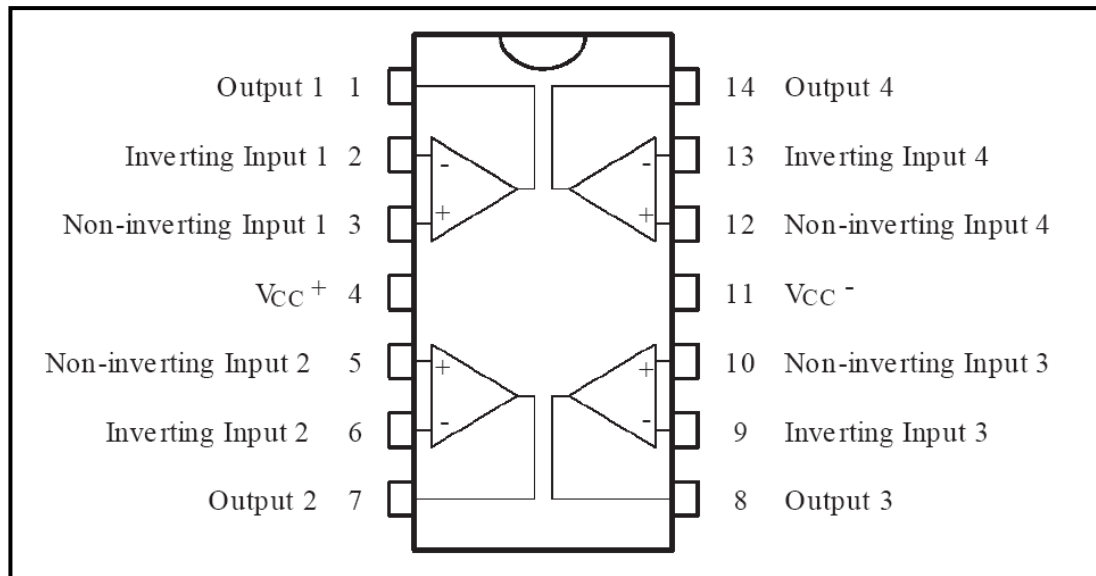 Output 1 1
14 Output 4
Inverting Input 1 2
- -
13 Inverting Input 4
Non-inverting Input 1 3
+ +
12 Non-inverting Input 4
VCC + 4
11 VCC -
Non-inverting Input 2 5
+ +
10 Non-inverting Input 3
Inverting Input 2 6
- -
9 Inverting Input 3
Output 2 7
8 Output 3